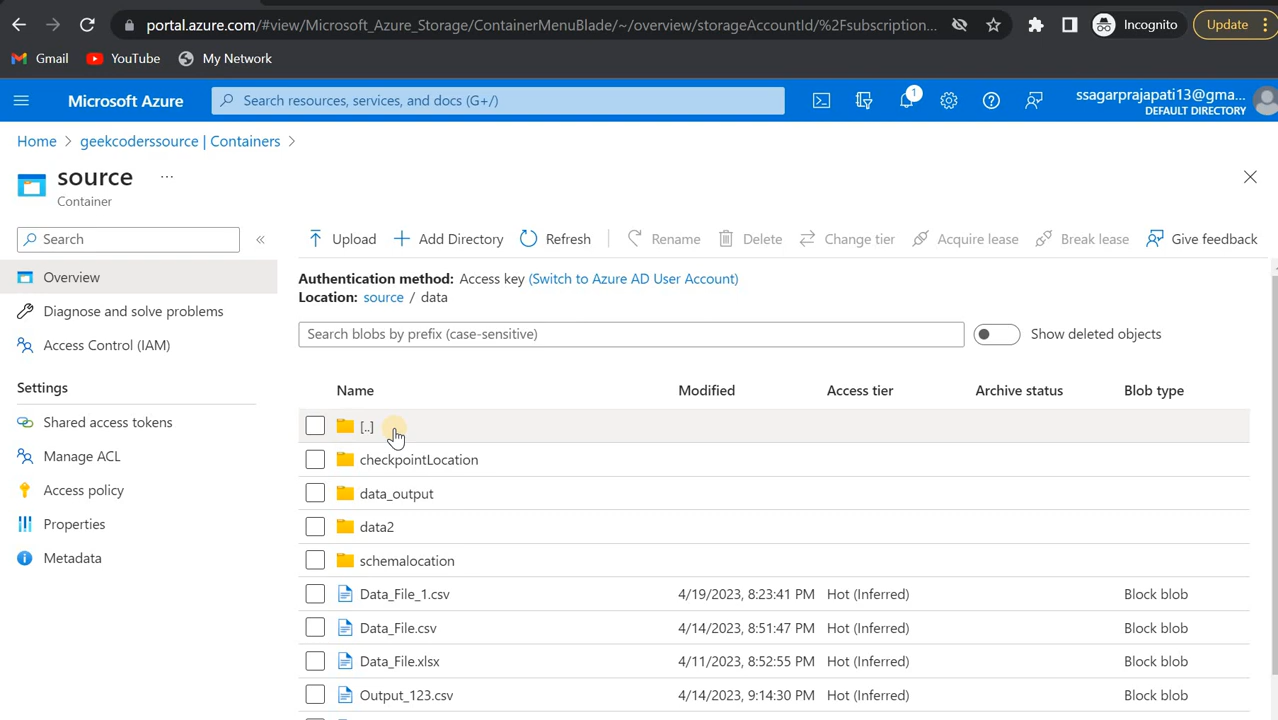 portal.azure.com/#view/Microsoft_Azure_Storage/ContainerMenuBlade/~/overview/storageAccountId/%2Fsubscription...
Incognito
Update
Gmail
YouTube
My Network
Microsoft Azure
Search resources, services, and docs (G+/)
1
ssagarprajapati13@gma...
DEFAULT DIRECTORY
Home > geekcoderssource | Containers >
source ...
Container
Search
«
Upload
Add Directory
Refresh
Rename
Delete
Change tier
Acquire lease
Break lease
Give feedback
Overview
Diagnose and solve problems
Access Control (IAM)
Settings
Shared access tokens
Manage ACL
Access policy
Properties
Metadata
Authentication method: Access key (Switch to Azure AD User Account)
Location: source / data
Search blobs by prefix (case-sensitive)
Show deleted objects
Name Modified Access tier Archive status Blob type
[..]
checkpointLocation
data_output
data2
schemalocation
Data_File_1.csv 4/19/2023, 8:23:41 PM Hot (Inferred) Block blob
Data_File.csv 4/14/2023, 8:51:47 PM Hot (Inferred) Block blob
Data_File.xlsx 4/11/2023, 8:52:55 PM Hot (Inferred) Block blob
Output_123.csv 4/14/2023, 9:14:30 PM Hot (Inferred) Block blob